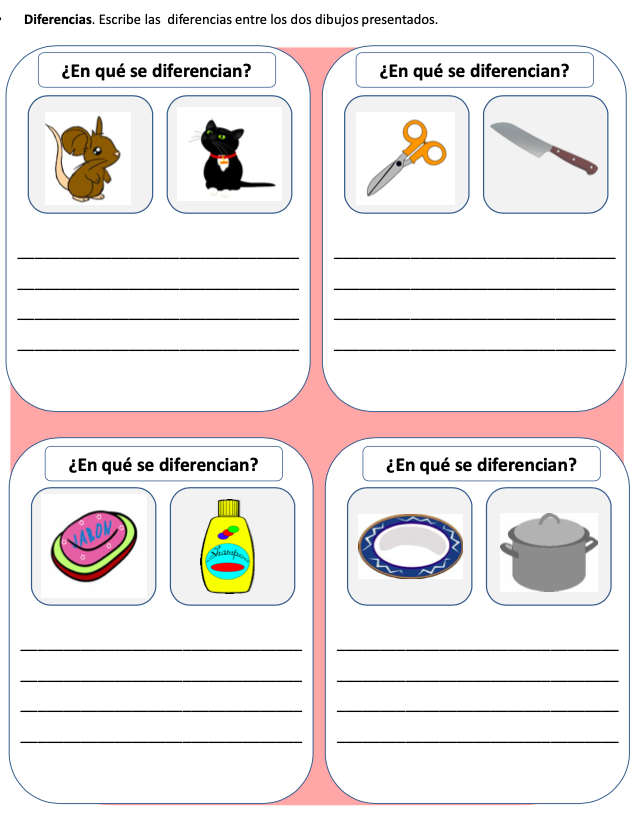 Diferencias. Escribe las diferencias entre los dos dibujos presentados.
¿En qué se diferencian?
¿En qué se diferencian?
¿En qué se diferencian?
JABON
Shampoo
¿En qué se diferencian?